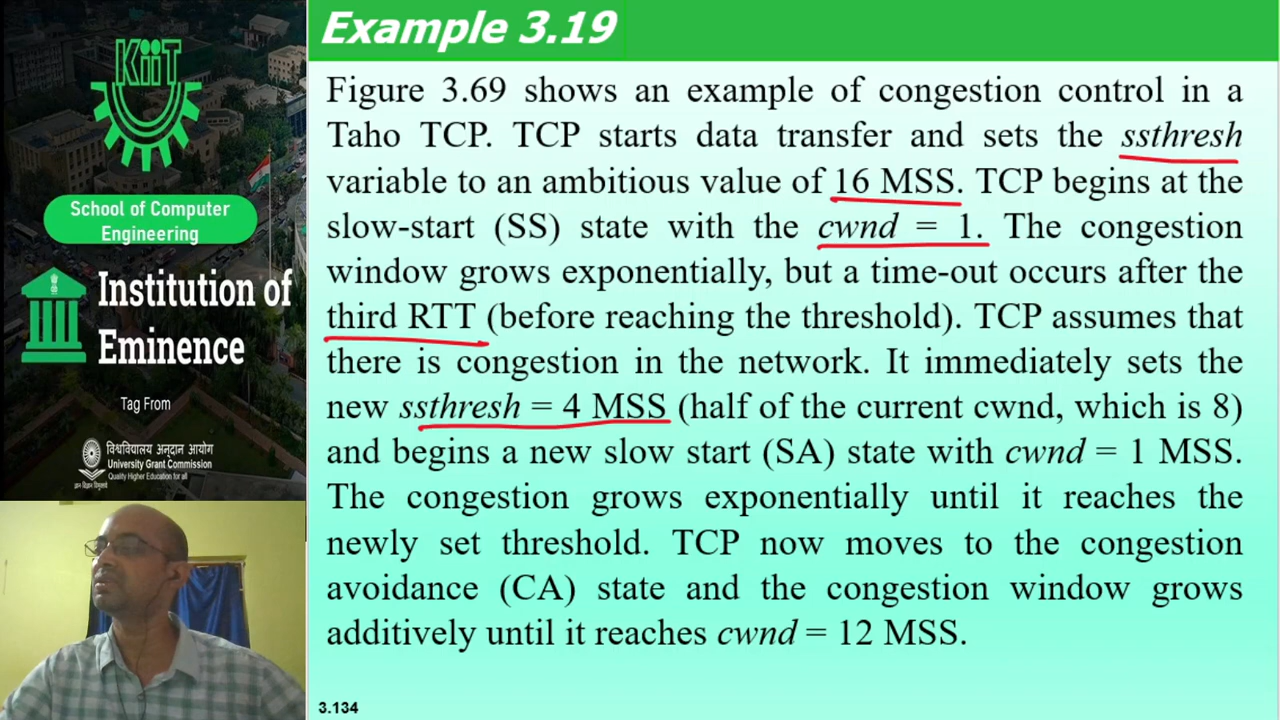 Example 3.19
Figure 3.69 shows an example of congestion control in a
Taho TCP. TCP starts data transfer and sets the ssthresh
variable to an ambitious value of 16 MSS. TCP begins at the
slow-start (SS) state with the cwnd = 1. The congestion
window grows exponentially, but a time-out occurs after the
third RTT (before reaching the threshold). TCP assumes that
there is congestion in the network. It immediately sets the
new ssthresh = 4 MSS (half of the current cwnd, which is 8)
and begins a new slow start (SA) state with cwnd = 1 MSS.
The congestion grows exponentially until it reaches the
newly set threshold. TCP now moves to the congestion
avoidance (CA) state and the congestion window grows
additively until it reaches cwnd = 12 MSS.
3.134
KiiT
School of Computer
Engineering
Institution of
Eminence
Tag From
विश्वविद्यालय अनुदान आयोग
University Grant Commission
Quality Higher Education for all